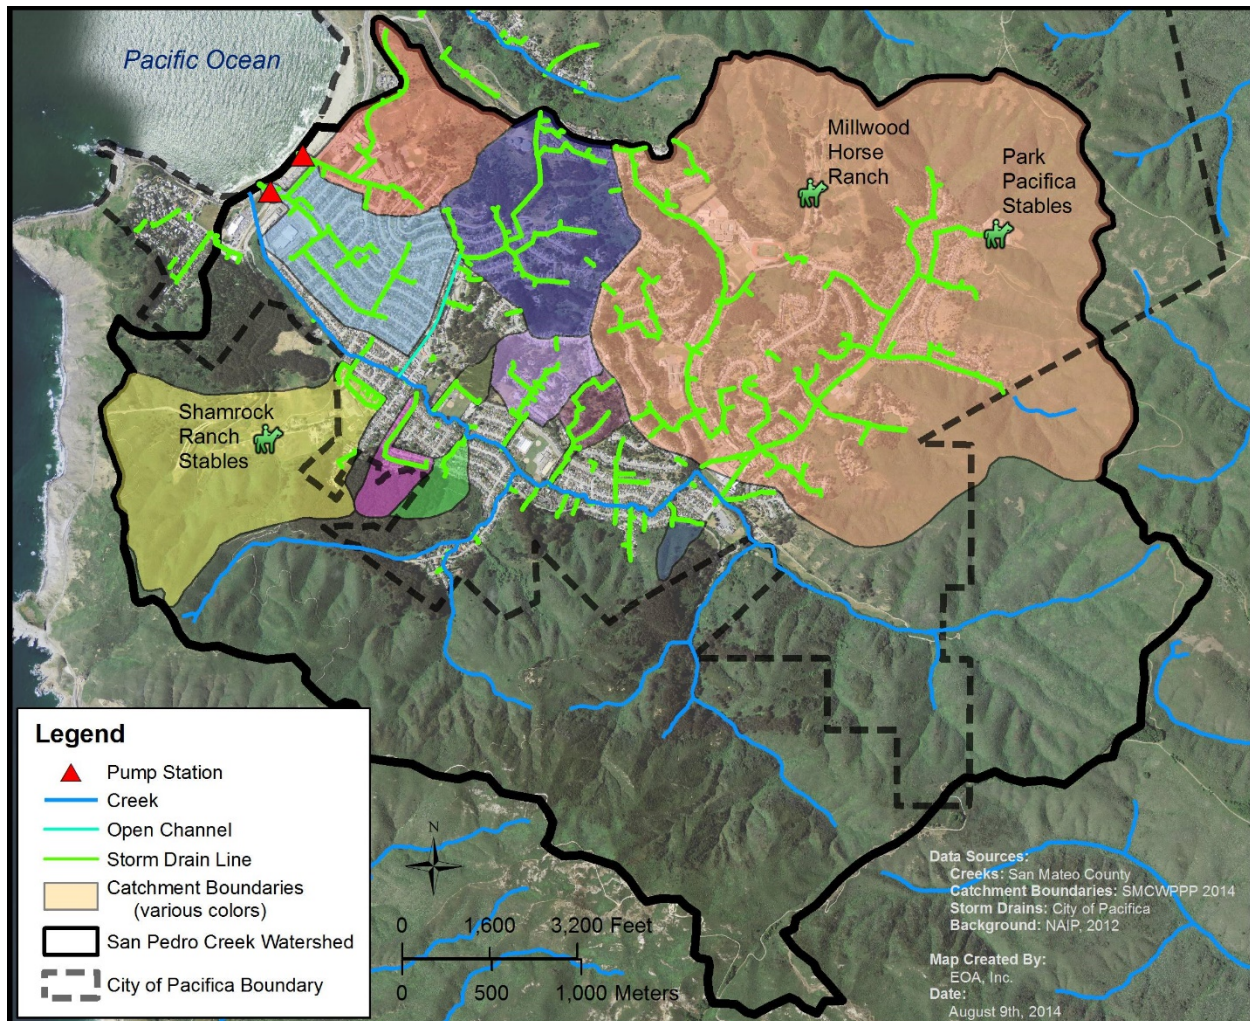 Pacific Ocean
Millwood
Horse
Ranch
Park
Pacifica
Stables
Shamrock
Ranch
Stables
Legend
Pump Station
Creek
Open Channel
Storm Drain Line
Catchment Boundaries
(various colors)
San Pedro Creek Watershed
City of Pacifica Boundary
N
0 1,600 3,200 Feet
0 500 1,000 Meters
Data Sources:
Creeks: San Mateo County
Catchment Boundaries: SMCWPPP 2014
Storm Drains: City of Pacifica
Background: NAIP, 2012
Map Created By:
EOA, Inc.
Date:
August 9th, 2014